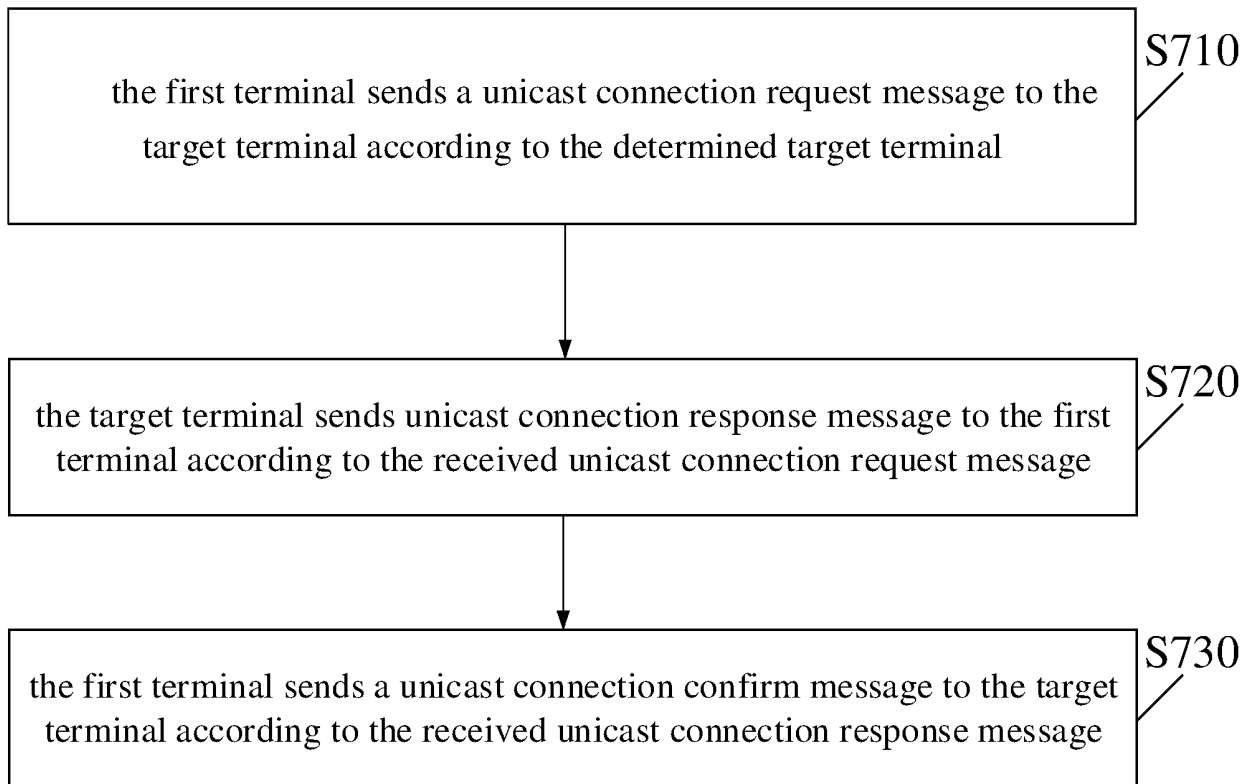 S710
the first terminal sends a unicast connection request message to the
target terminal according to the determined target terminal
S720
the target terminal sends unicast connection response message to the first
terminal according to the received unicast connection request message
S730
the first terminal sends a unicast connection confirm message to the target
terminal according to the received unicast connection response message